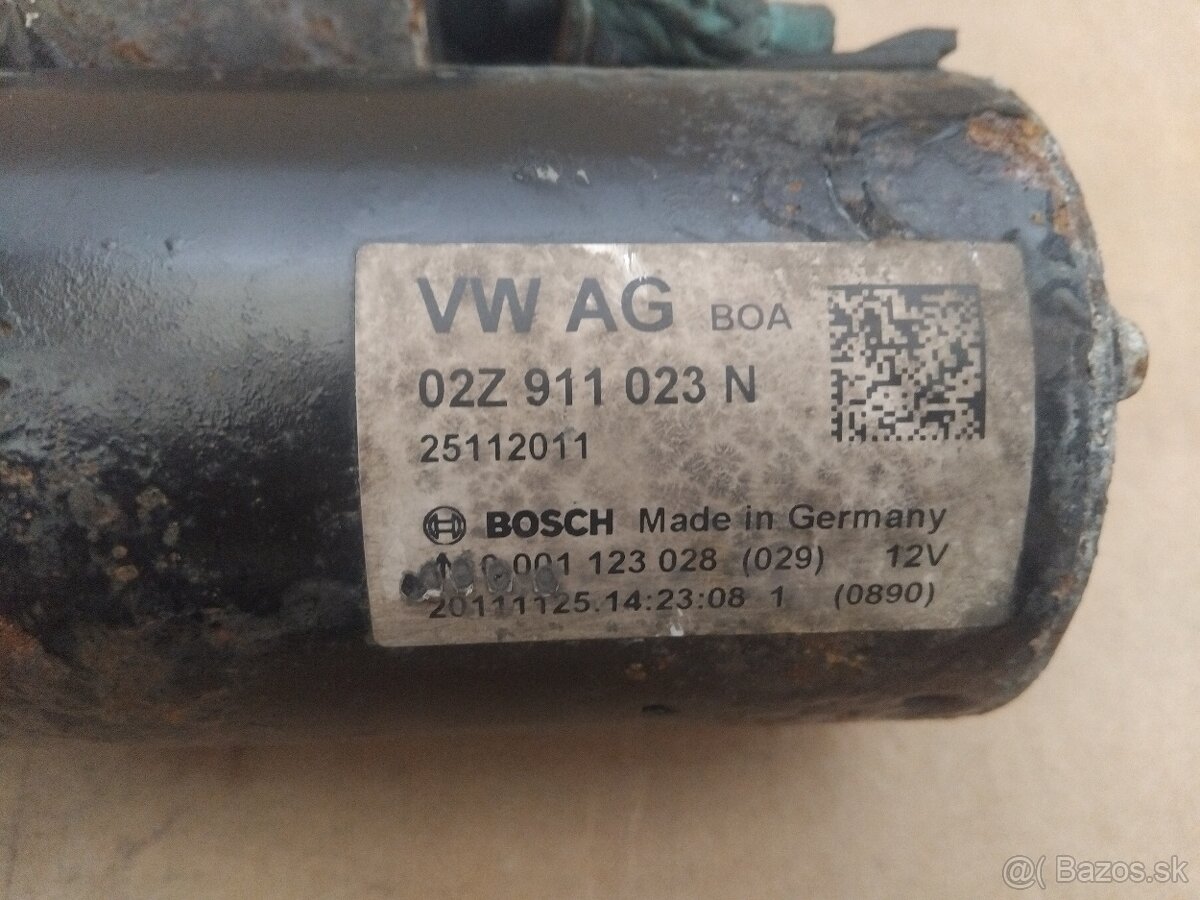 VW AG BOA
02Z 911 023 N
25112011
BOSCH Made in Germany
0 001 123 028 (029) 12V
20111125.14:23:08 1 (0890)
@( Bazos.sk